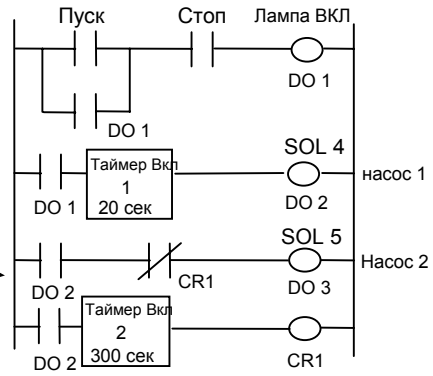 Пуск Стоп Лампа ВКЛ
DO 1
DO 1
SOL 4
Таймер Вкл
1
20 сек
насос 1
DO 1
DO 2
SOL 5
Насос 2
DO 2
CR1
DO 3
Таймер Вкл
2
300 сек
DO 2
CR1